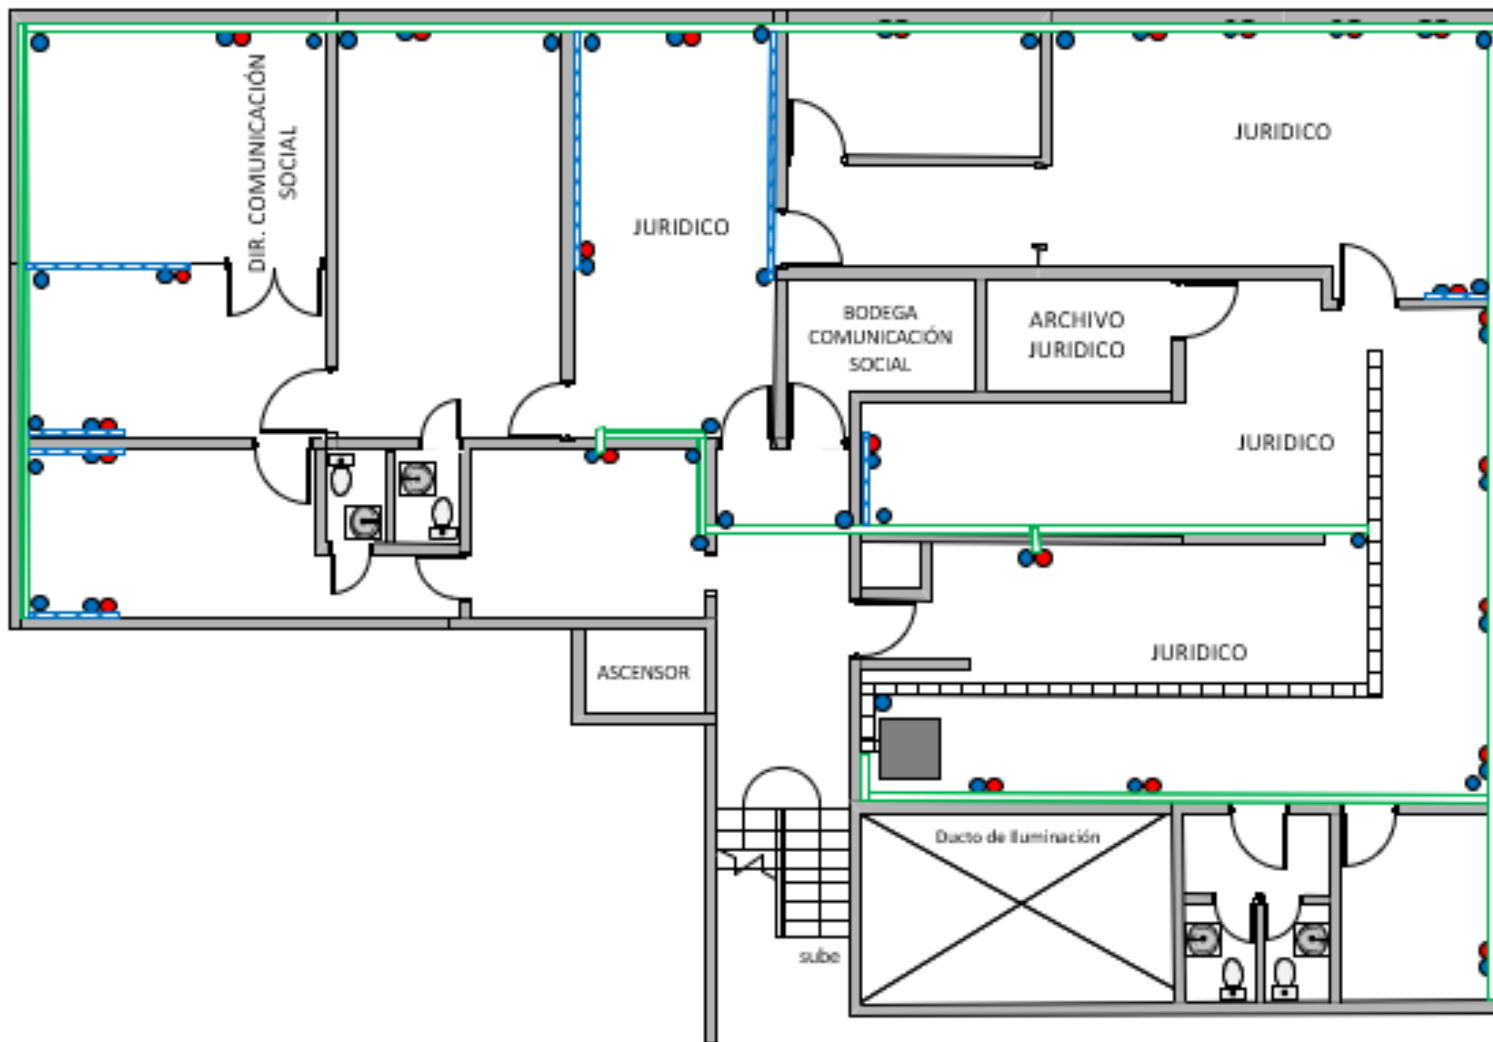 DIR. COMUNICACIÓN
SOCIAL
JURIDICO
JURIDICO
BODEGA
COMUNICACIÓN
SOCIAL
ARCHIVO
JURIDICO
JURIDICO
JURIDICO
ASCENSOR
Ducto de Iluminación
sube